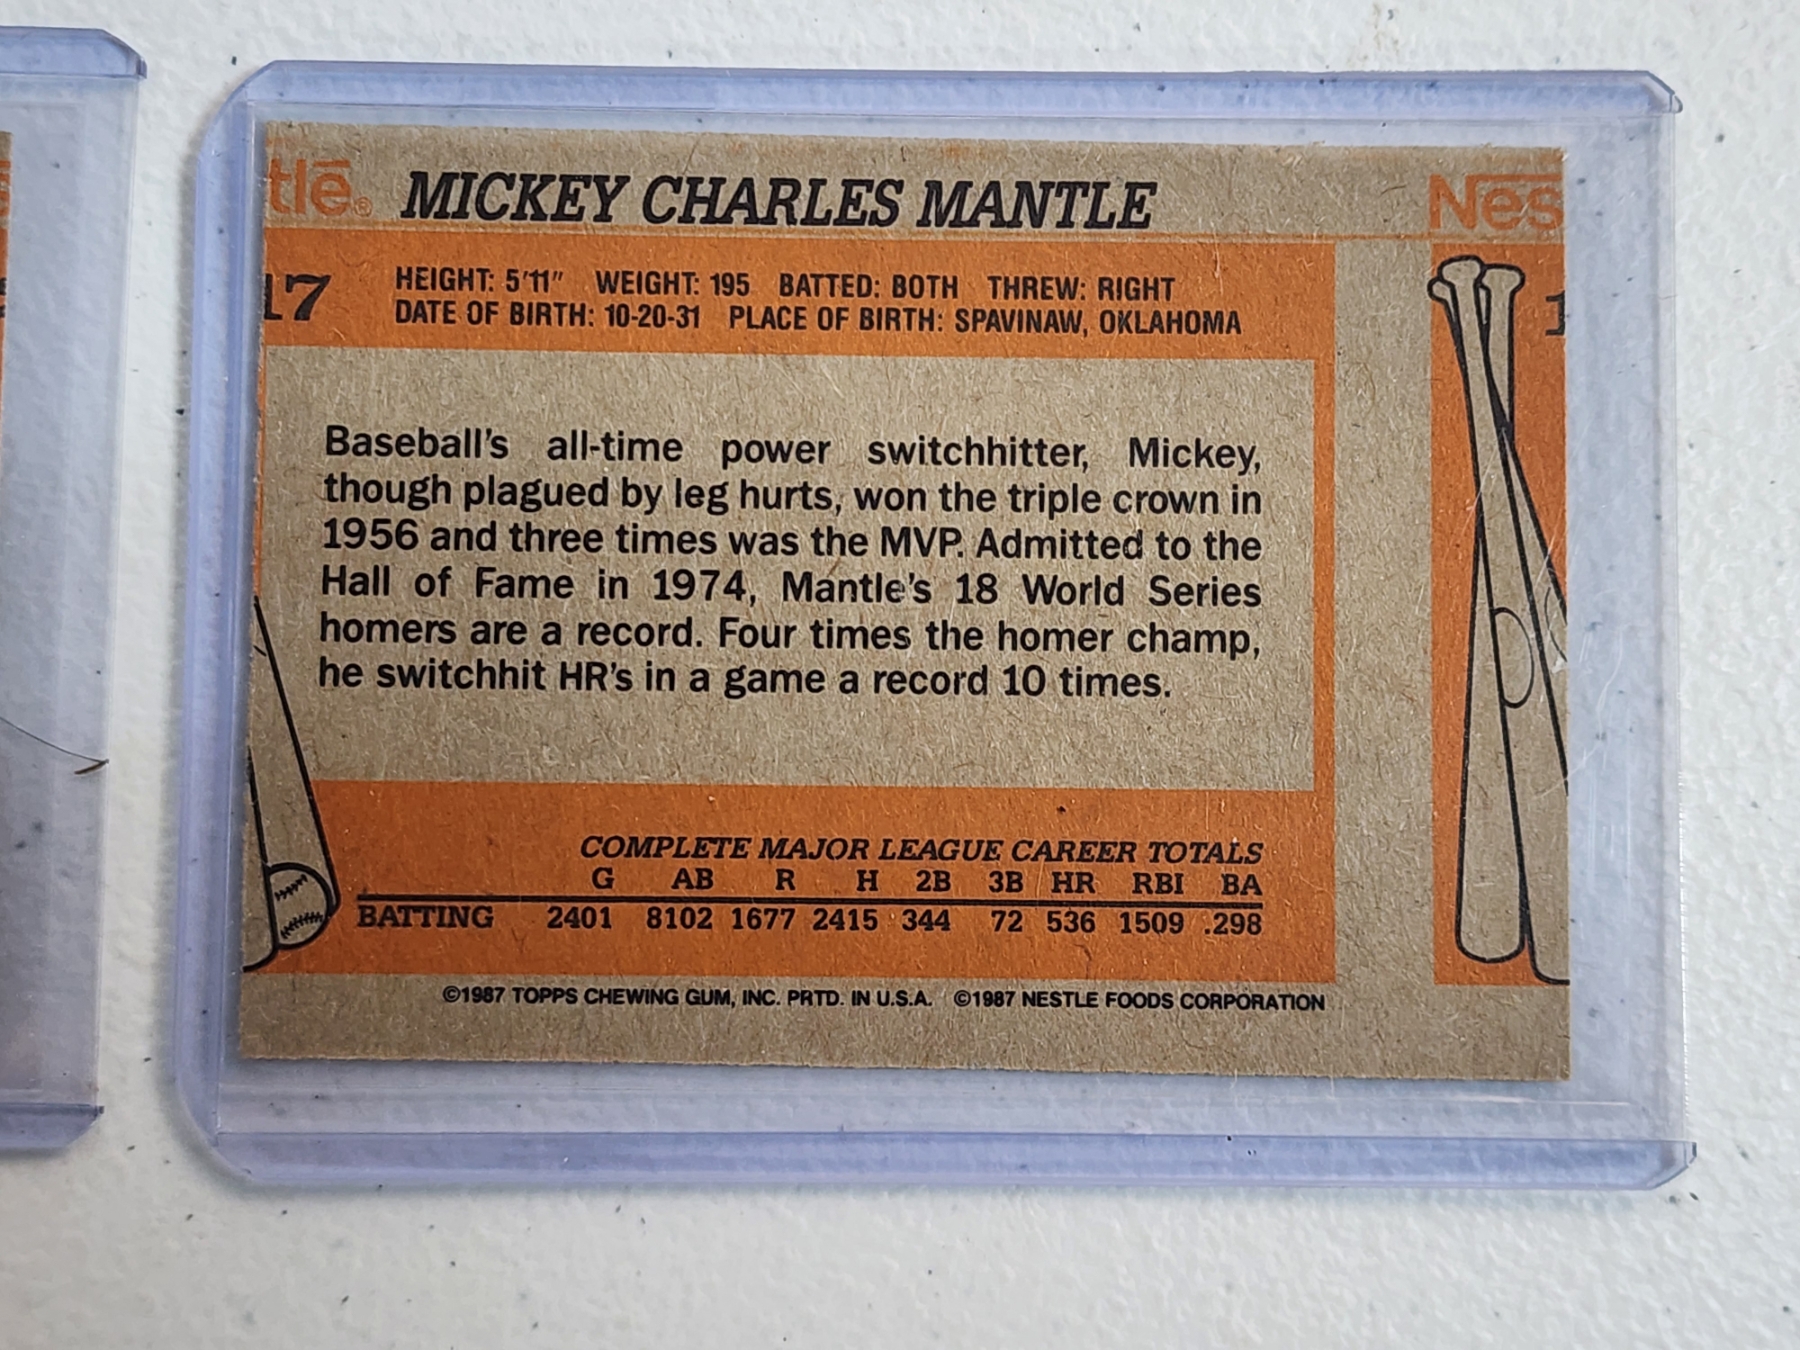 tlé® MICKEY CHARLES MANTLE Nes
17 HEIGHT: 5'11" WEIGHT: 195 BATTED: BOTH THREW: RIGHT
DATE OF BIRTH: 10-20-31 PLACE OF BIRTH: SPAVINAW, OKLAHOMA
1
Baseball's all-time power switchhitter, Mickey,
though plagued by leg hurts, won the triple crown in
1956 and three times was the MVP. Admitted to the
Hall of Fame in 1974, Mantle's 18 World Series
homers are a record. Four times the homer champ,
he switchhit HR's in a game a record 10 times.
COMPLETE MAJOR LEAGUE CAREER TOTALS
G AB R H 2B 3B HR RBI BA
BATTING 2401 8102 1677 2415 344 72 536 1509 .298
©1987 TOPPS CHEWING GUM, INC. PRTD. IN U.S.A. ©1987 NESTLE FOODS CORPORATION